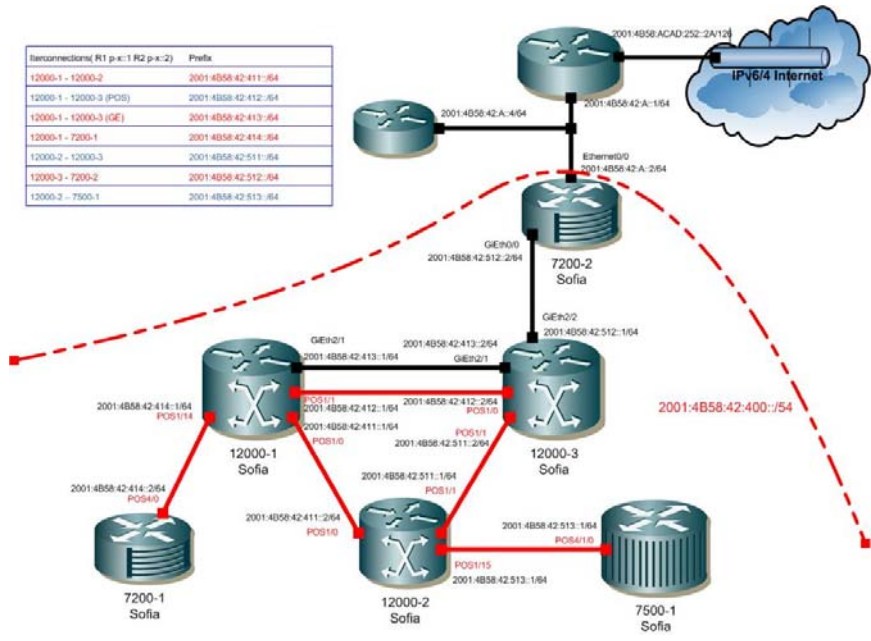 Iterconnections( R1 p-x::1 R2 p-x::2) Prefix
12000-1 - 12000-2 2001:4B58:42:411::/64
12000-1 - 12000-3 (POS) 2001:4B58:42:412::/64
12000-1 - 12000-3 (GE) 2001:4B58:42:413::/64
12000-1 - 7200-1 2001:4B58:42:414::/64
12000-2 - 12000-3 2001:4B58:42:511::/64
12000-3 - 7200-2 2001:4B58:42:512::/64
12000-2 – 7500-1 2001:4B58:42:513::/64
2001:4B58:ACAD:252::2A/126
IPv6/4 Internet
2001:4B58:42:A::1/64
2001:4B58:42:A::4/64
Ethernet0/0
2001:4B58:42:A::2/64
7200-2
Sofia
GiEth0/0
2001:4B58:42:512::2/64
GiEth2/2
2001:4B58:42:512::1/64
GiEth2/1
2001:4B58:42:413::1/64
2001:4B58:42:413::2/64
GiEth2/1
POS1/1
2001:4B58:42:412::1/64
2001:4B58:42:412::2/64
POS1/0
2001:4B58:42:411::1/64
POS1/0
POS1/1
2001:4B58:42:511::2/64
2001:4B58:42:414::1/64
POS1/14
12000-1
Sofia
12000-3
Sofia
2001:4B58:42:400::/54
2001:4B58:42:414::2/64
POS4/0
2001:4B58:42:511::1/64
POS1/1
2001:4B58:42:411::2/64
POS1/0
2001:4B58:42:513::1/64
POS4/1/0
POS1/15
2001:4B58:42:513::1/64
7200-1
Sofia
12000-2
Sofia
7500-1
Sofia